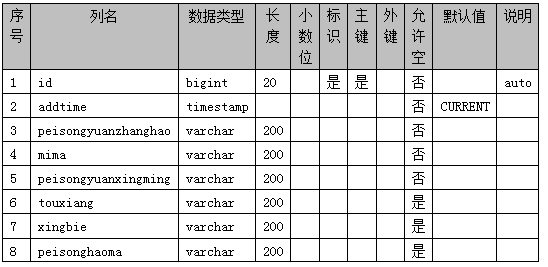 序号 列名 数据类型 长度 小数位 标识 主键 外键 允许空 默认值 说明
1 id bigint 20 是 是 否 auto
2 addtime timestamp 否 CURRENT
3 peisongyuanzhanghao varchar 200 否
4 mima varchar 200 否
5 peisongyuanxingming varchar 200 否
6 touxiang varchar 200 是
7 xingbie varchar 200 是
8 peisonghaoma varchar 200 是